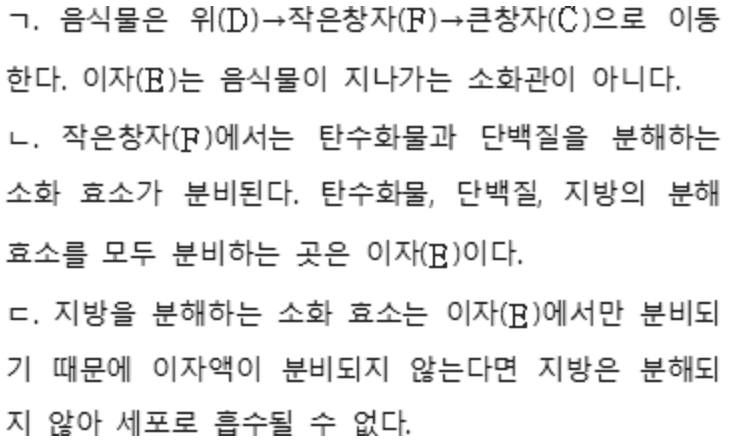 ㄱ. 음식물은 위(D)→작은창자(F)→큰창자(C)으로 이동
한다. 이자(E)는 음식물이 지나가는 소화관이 아니다.
ㄴ. 작은창자(F)에서는 탄수화물과 단백질을 분해하는
소화 효소가 분비된다. 탄수화물, 단백질, 지방의 분해
효소를 모두 분비하는 곳은 이자(E)이다.
ㄷ. 지방을 분해하는 소화 효소는 이자(E)에서만 분비되
기 때문에 이자액이 분비되지 않는다면 지방은 분해되
지 않아 세포로 흡수될 수 없다.